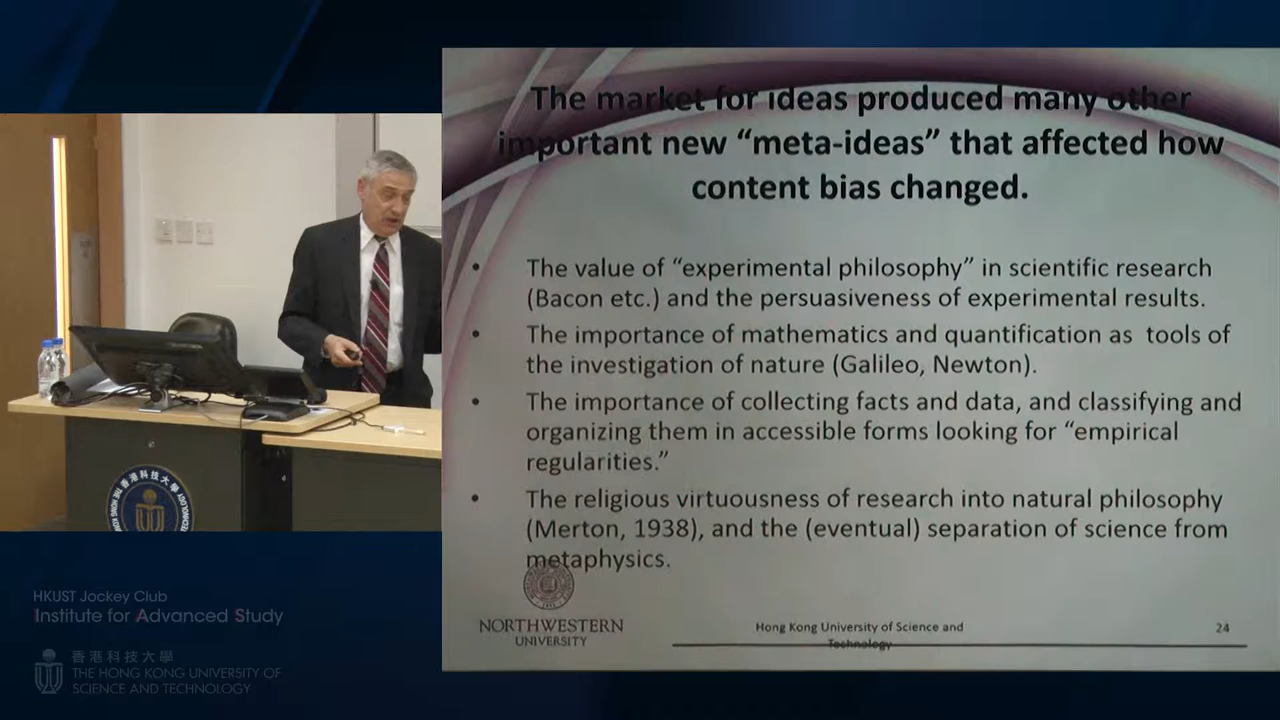 The market for ideas produced many other
important new “meta-ideas” that affected how
content bias changed.
• The value of “experimental philosophy” in scientific research
(Bacon etc.) and the persuasiveness of experimental results.
• The importance of mathematics and quantification as tools of
the investigation of nature (Galileo, Newton).
• The importance of collecting facts and data, and classifying and
organizing them in accessible forms looking for “empirical
regularities.”
• The religious virtuousness of research into natural philosophy
(Merton, 1938), and the (eventual) separation of science from
metaphysics.
NORTHWESTERN
UNIVERSITY
Hong Kong University of Science and
Technology
24
香港科技大學
HKUST Jockey Club
Institute for Advanced Study
香港科技大學
THE HONG KONG UNIVERSITY OF
SCIENCE AND TECHNOLOGY